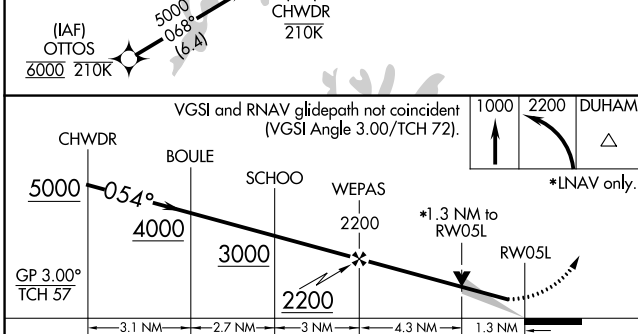 5000
068°
(6.4)
CHWDR
210K
(IAF)
OTTOS
6000 210K
VGSI and RNAV glidepath not coincident
(VGSI Angle 3.00/TCH 72).
1000
2200
DUHAM
*LNAV only.
CHWDR
BOULE
SCHOO
WEPAS
2200
*1.3 NM to
RW05L
RW05L
5000
054°
4000
3000
2200
GP 3.00°
TCH 57
3.1 NM
2.7 NM
3 NM
4.3 NM
1.3 NM